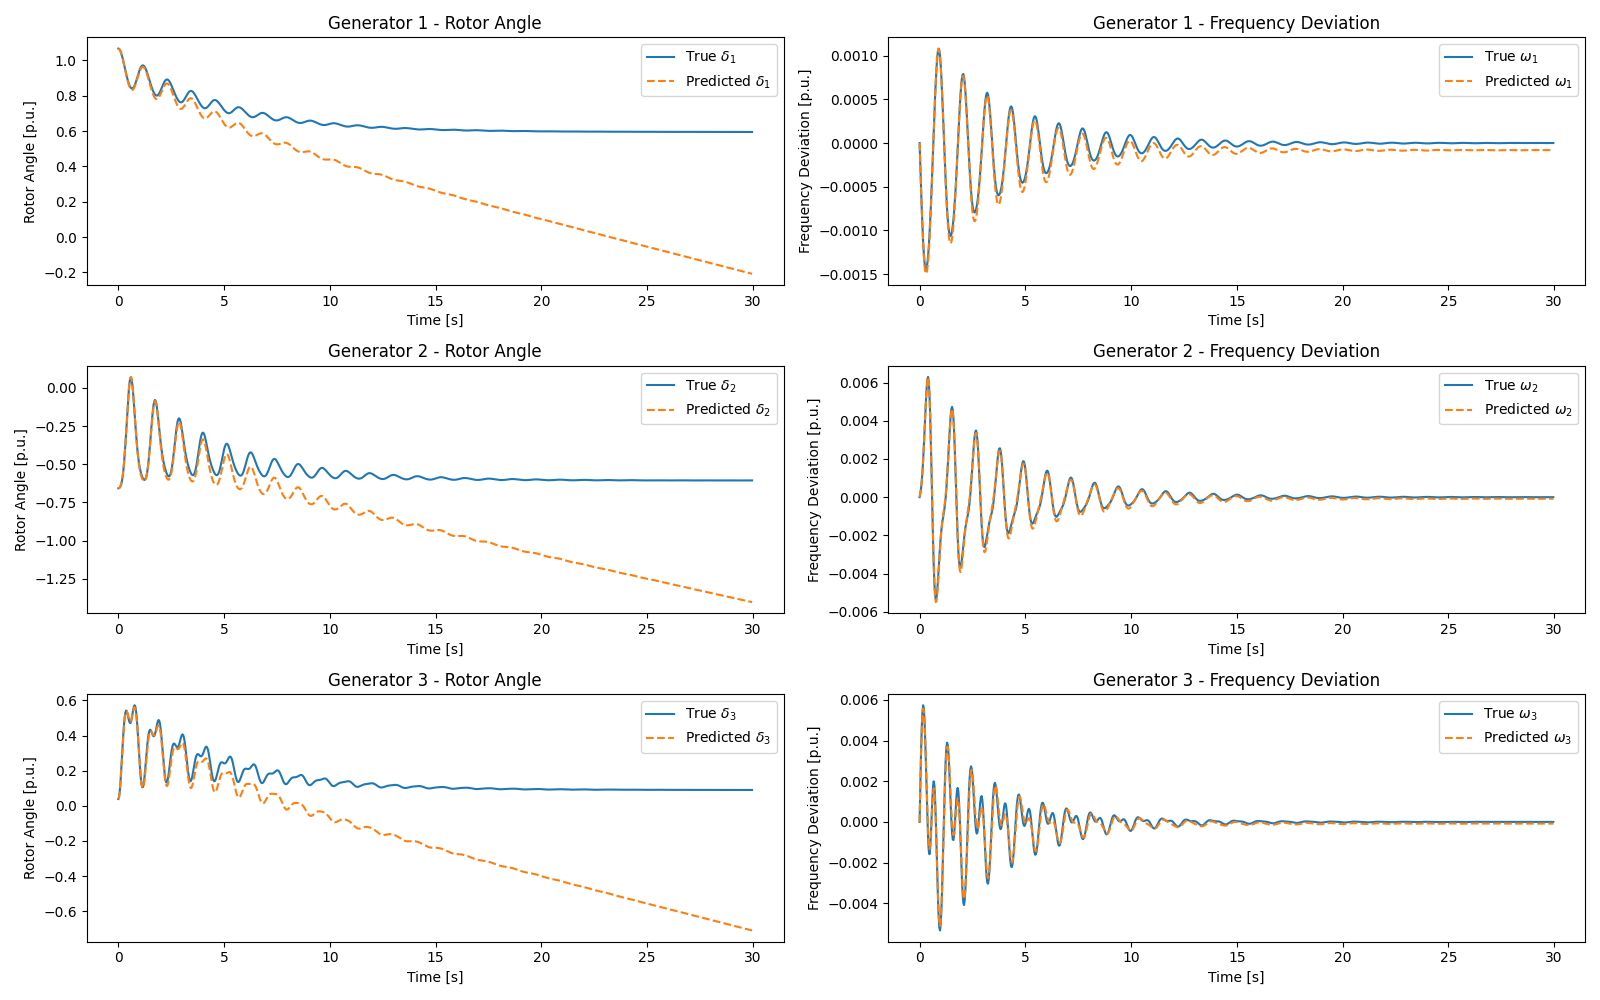 Generator 1 - Rotor Angle
Rotor Angle [p.u.]
1.0
0.8
0.6
0.4
0.2
0.0
−0.2
True δ1
Predicted δ1
0 5 10 15 20 25 30
Time [s]
Generator 1 - Frequency Deviation
Frequency Deviation [p.u.]
0.0010
0.0005
0.0000
−0.0005
−0.0010
−0.0015
True ω1
Predicted ω1
0 5 10 15 20 25 30
Time [s]
Generator 2 - Rotor Angle
Rotor Angle [p.u.]
0.00
−0.25
−0.50
−0.75
−1.00
−1.25
True δ2
Predicted δ2
0 5 10 15 20 25 30
Time [s]
Generator 2 - Frequency Deviation
Frequency Deviation [p.u.]
0.006
0.004
0.002
0.000
−0.002
−0.004
−0.006
True ω2
Predicted ω2
0 5 10 15 20 25 30
Time [s]
Generator 3 - Rotor Angle
Rotor Angle [p.u.]
0.6
0.4
0.2
0.0
−0.2
−0.4
−0.6
True δ3
Predicted δ3
0 5 10 15 20 25 30
Time [s]
Generator 3 - Frequency Deviation
Frequency Deviation [p.u.]
0.006
0.004
0.002
0.000
−0.002
−0.004
True ω3
Predicted ω3
0 5 10 15 20 25 30
Time [s]